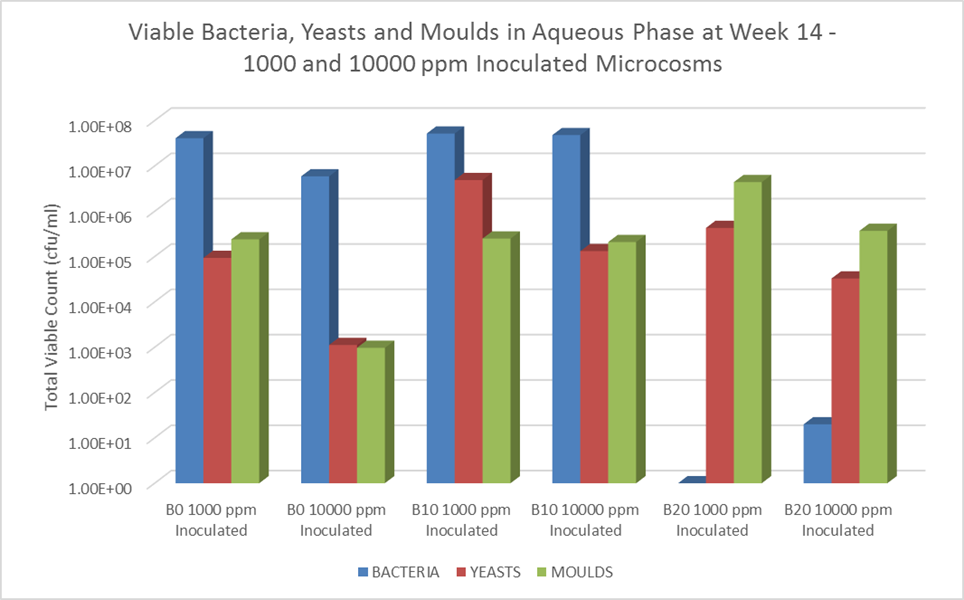 Viable Bacteria, Yeasts and Moulds in Aqueous Phase at Week 14 -
1000 and 10000 ppm Inoculated Microcosms
Total Viable Count (cfu/ml)
1.00E+08
1.00E+07
1.00E+06
1.00E+05
1.00E+04
1.00E+03
1.00E+02
1.00E+01
1.00E+00
B0 1000 ppm
Inoculated
B0 10000 ppm
Inoculated
B10 1000 ppm
Inoculated
B10 10000 ppm
Inoculated
B20 1000 ppm
Inoculated
B20 10000 ppm
Inoculated
BACTERIA YEASTS MOULDS